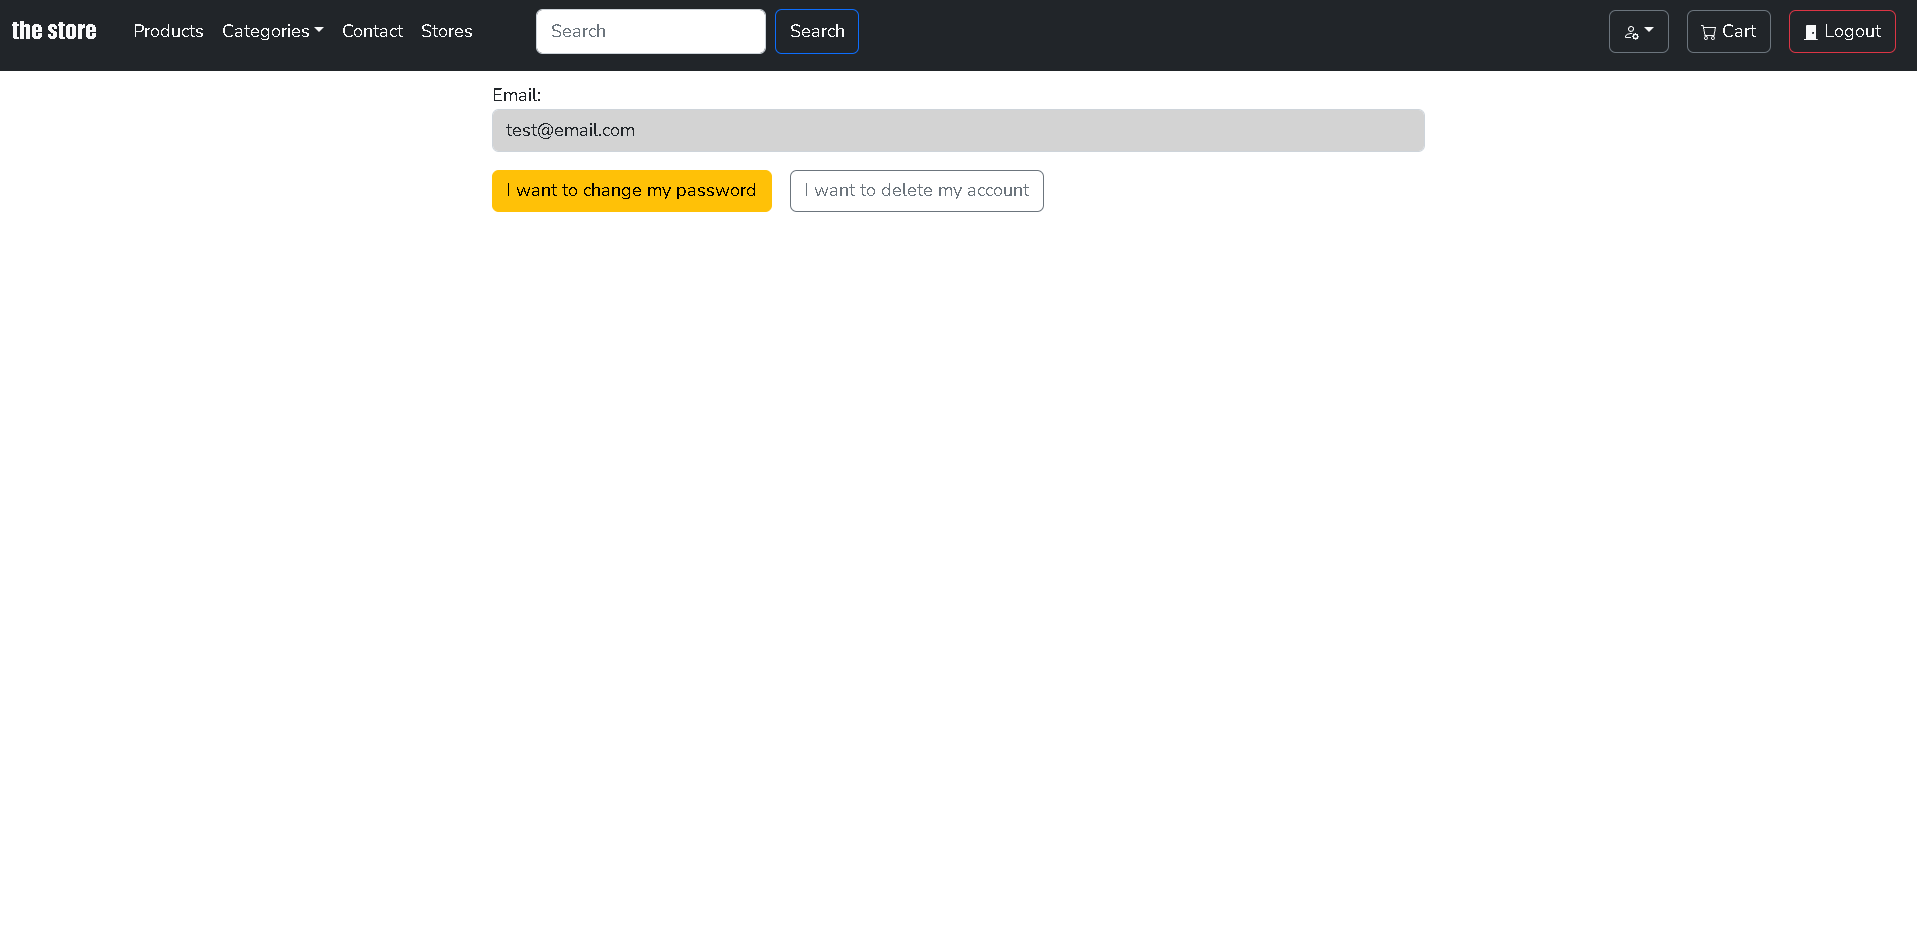 the store Products Categories Contact Stores Search Search Cart Logout
Email:
test@email.com
I want to change my password I want to delete my account